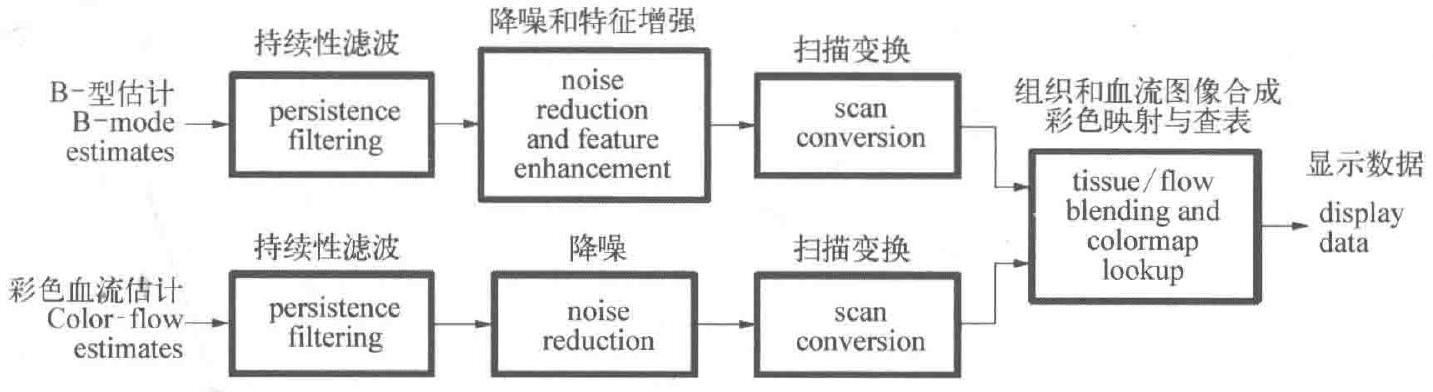 持续性滤波
降噪和特征增强
扫描变换
组织和血流图像合成
彩色映射与查表
显示数据
B-型估计
B-mode
estimates
persistence
filtering
noise
reduction
and feature
enhancement
scan
conversion
tissue/flow
blending and
colormap
lookup
display
data
持续性滤波
降噪
扫描变换
彩色血流估计
Color-flow
estimates
persistence
filtering
noise
reduction
scan
conversion